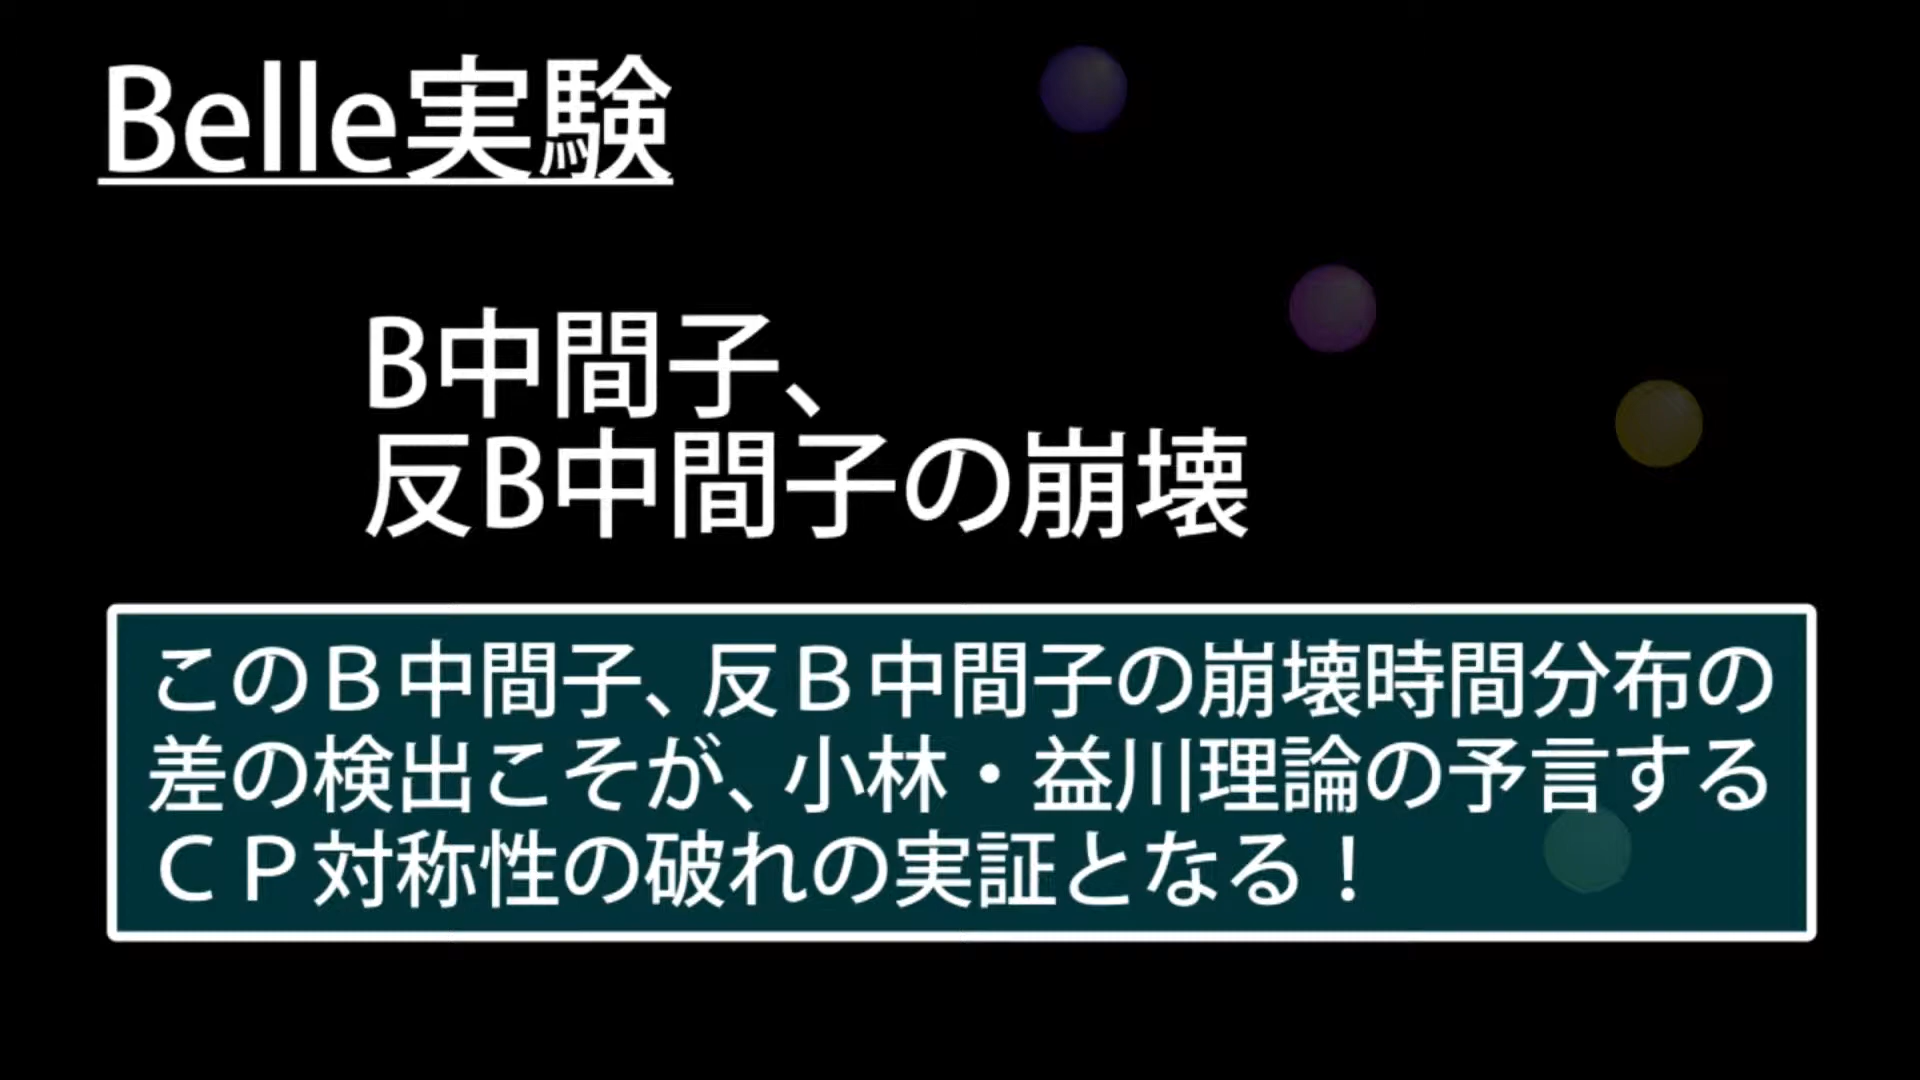 Belle実験
B中間子、
反B中間子の崩壊
このＢ中間子、反Ｂ中間子の崩壊時間分布の
差の検出こそが、小林・益川理論の予言する
ＣＰ対称性の破れの実証となる！